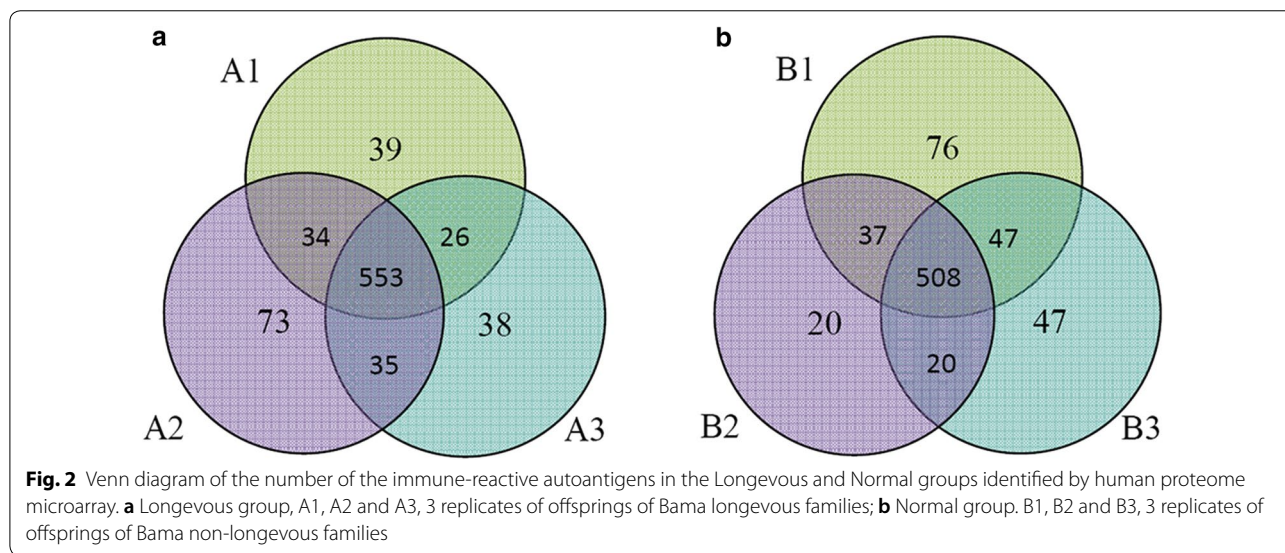 a
b
A1
B1
39
76
34
26
37
47
553
508
73
38
20
47
35
20
A2
A3
B2
B3
Fig. 2 Venn diagram of the number of the immune-reactive autoantigens in the Longevous and Normal groups identified by human proteome
microarray. a Longevous group, A1, A2 and A3, 3 replicates of offsprings of Bama longevous families; b Normal group. B1, B2 and B3, 3 replicates of
offsprings of Bama non-longevous families